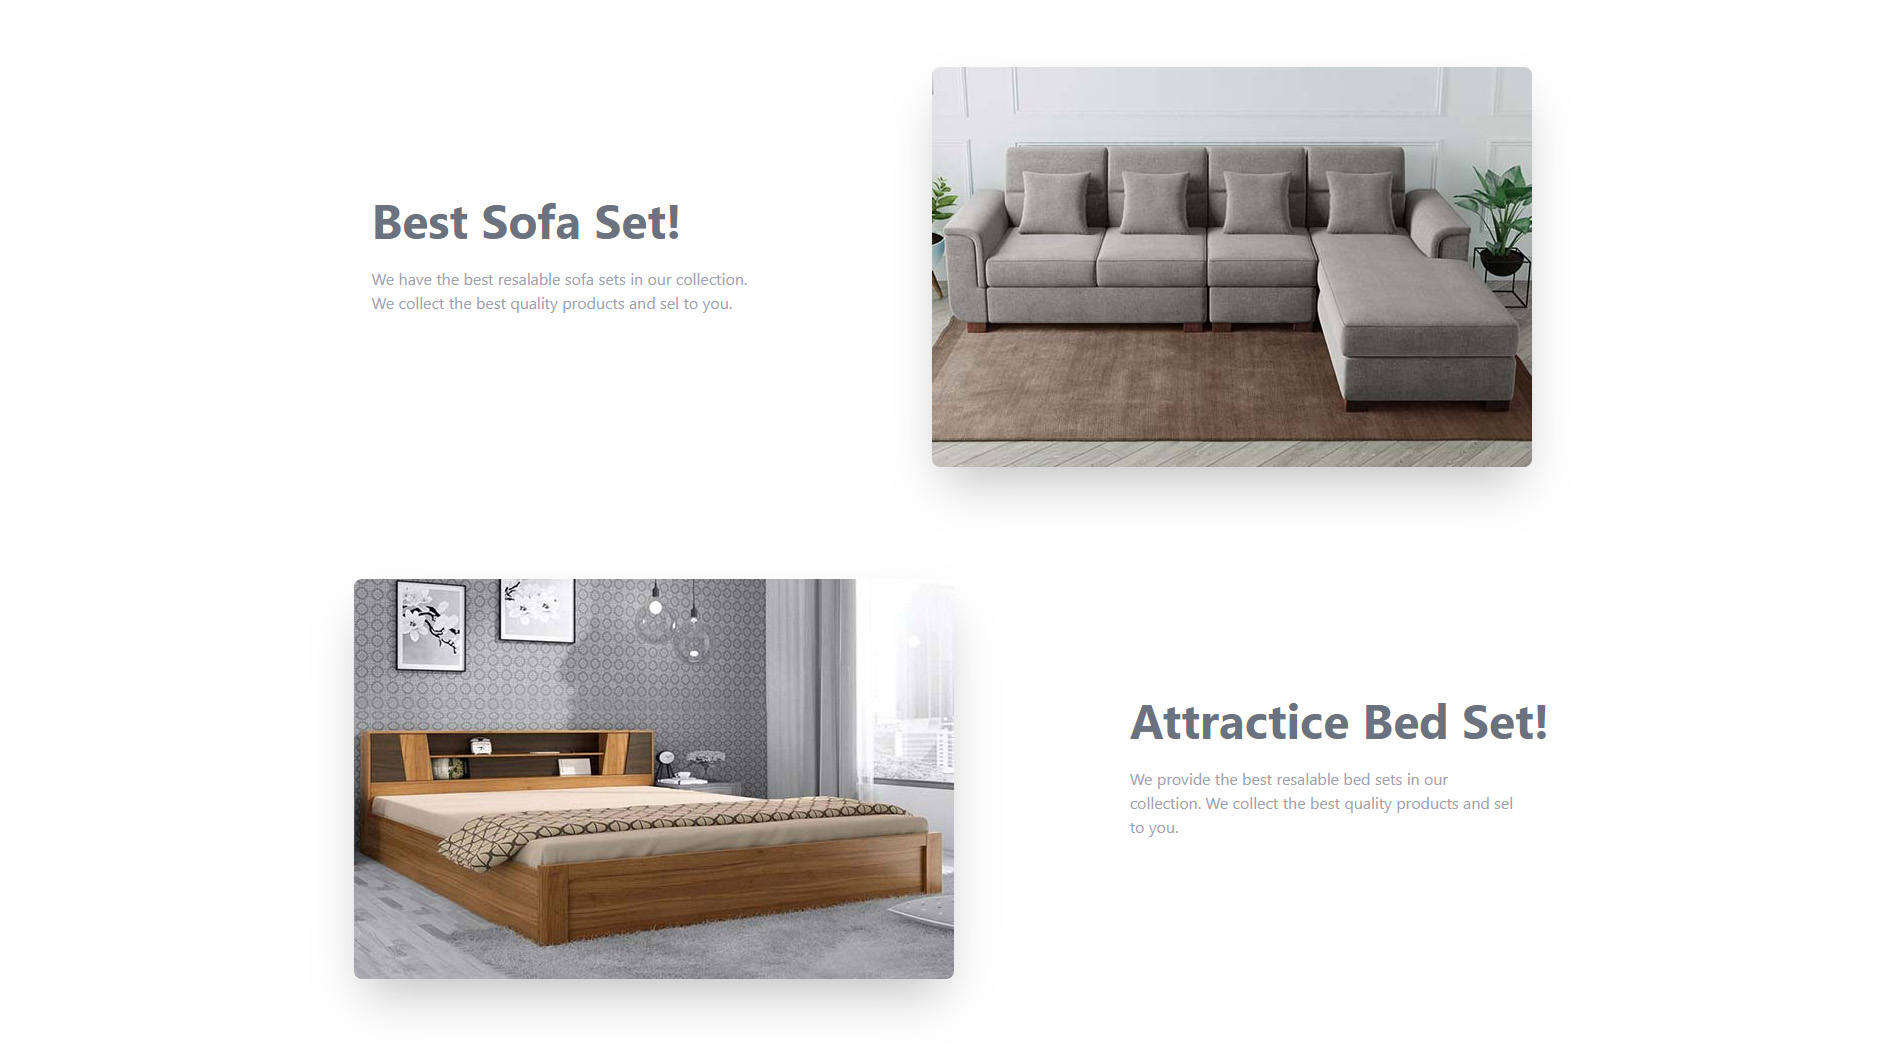 Best Sofa Set!
We have the best resalable sofa sets in our collection.
We collect the best quality products and sel to you.
Attractice Bed Set!
We provide the best resalable bed sets in our
collection. We collect the best quality products and sel
to you.